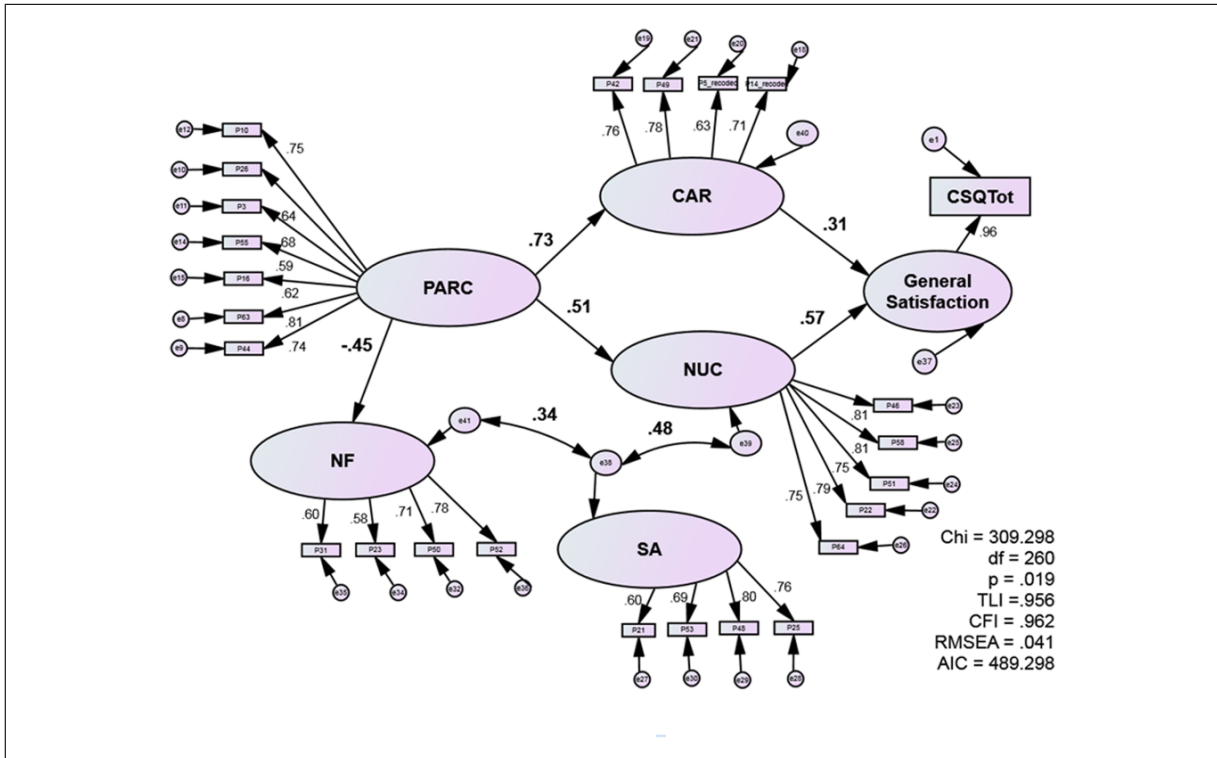 e19
e21
e20
e18
P42
P49
P5_recoded
P14_recoded
.76
.78
.63
.71
e40
CAR
e1
CSQTot
.96
.31
General
Satisfaction
e37
e12
P10
.75
e10
P26
e11
P3
.64
e14
P55
.68
e15
P16
.59
e8
P63
.62
e9
P44
.81
.74
PARC
.73
.51
-.45
.57
NUC
e39
.48
.34
e41
e38
NF
.60
.58
.71
.78
P31
P23
P50
P52
e35
e34
e32
e36
SA
.60
.69
.80
.76
P21
P53
P48
P25
e27
e30
e29
e28
P46
e23
.81
P58
e25
.81
P51
e24
.75
P22
e22
.79
P64
e26
.75
Chi = 309.298
df = 260
p = .019
TLI =.956
CFI = .962
RMSEA = .041
AIC = 489.298